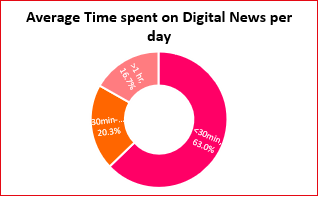 Average Time spent on Digital News per
day
>1 hr,
16.7%
30min-...
20.3%
<30min,
63.0%